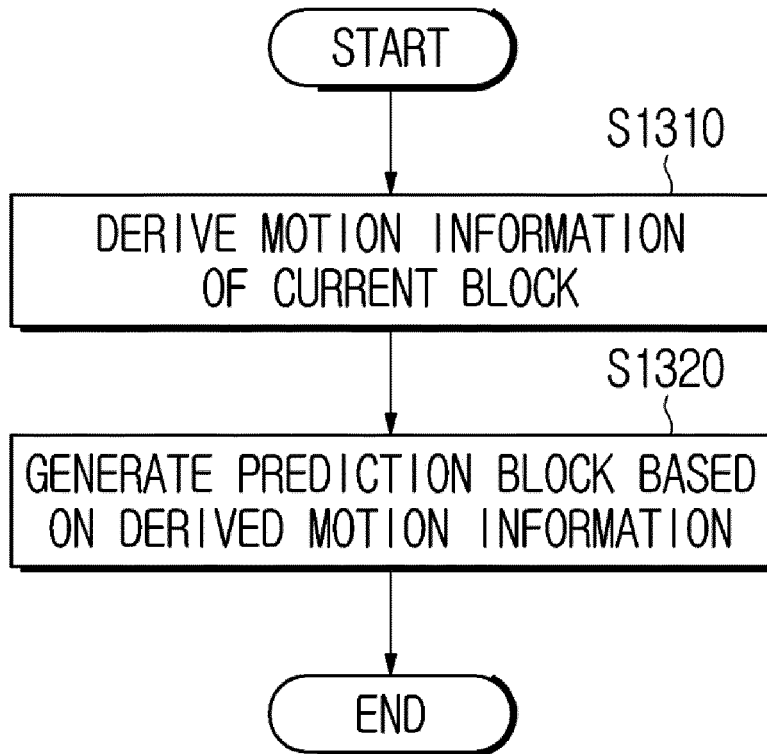 START
S1310
DERIVE MOTION INFORMATION
OF CURRENT BLOCK
S1320
GENERATE PREDICTION BLOCK BASED
ON DERIVED MOTION INFORMATION
END